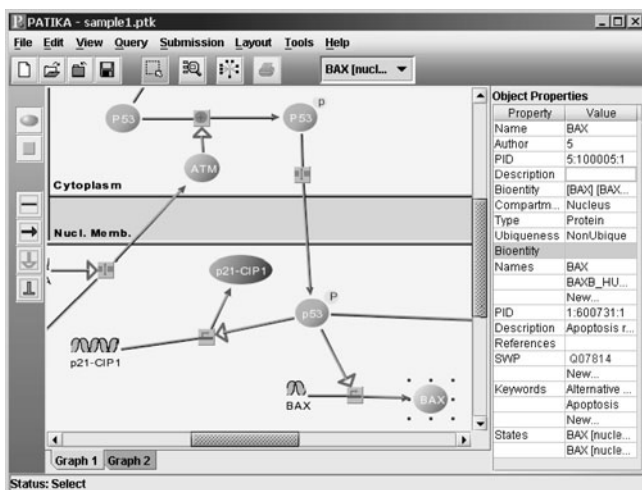 PATIKA - sample1.ptk
File Edit View Query Submission Layout Tools Help
BAX [nucl...
P53
P53
p
ATM
Cytoplasm
Nucl. Memb.
p21-CIP1
p53
p
p21-CIP1
BAX
BAX
Graph 1 Graph 2
Status: Select
Object Properties
Property Value
Name BAX
Author 5
PID 5:100005:1
Description
Bioentity [BAX] [BAX...
Compartm... Nucleus
Type Protein
Ubiqueness NonUbique
Bioentity
Names BAX
BAXB_HU...
New...
PID 1:600731:1
Description Apoptosis r...
References
SWP Q07814
New...
Keywords Alternative ...
Apoptosis
New...
States BAX [nucle...
BAX [nucle...